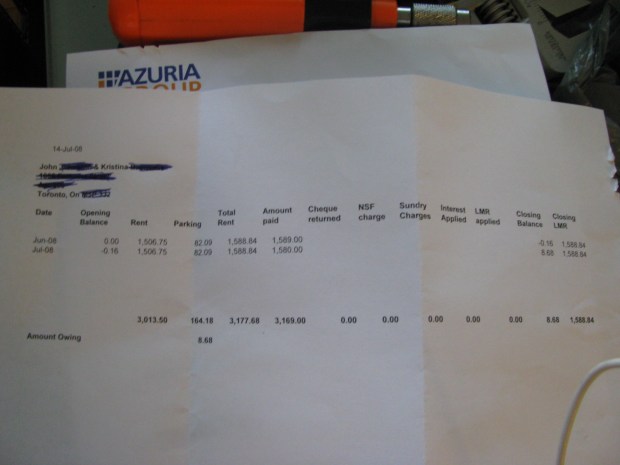 AZURIA
GROUP
14-Jul-08
John & Kristina
Toronto, On
Date Opening Balance Rent Parking Total Rent Amount paid Cheque returned NSF charge Sundry Charges Interest Applied LMR applied Closing Balance Closing LMR
Jun-08 0.00 1,506.75 82.09 1,588.84 1,589.00 -0.16 1,588.84
Jul-08 -0.16 1,506.75 82.09 1,588.84 1,580.00 8.68 1,588.84
3,013.50 164.18 3,177.68 3,169.00 0.00 0.00 0.00 0.00 0.00 8.68 1,588.84
Amount Owing 8.68